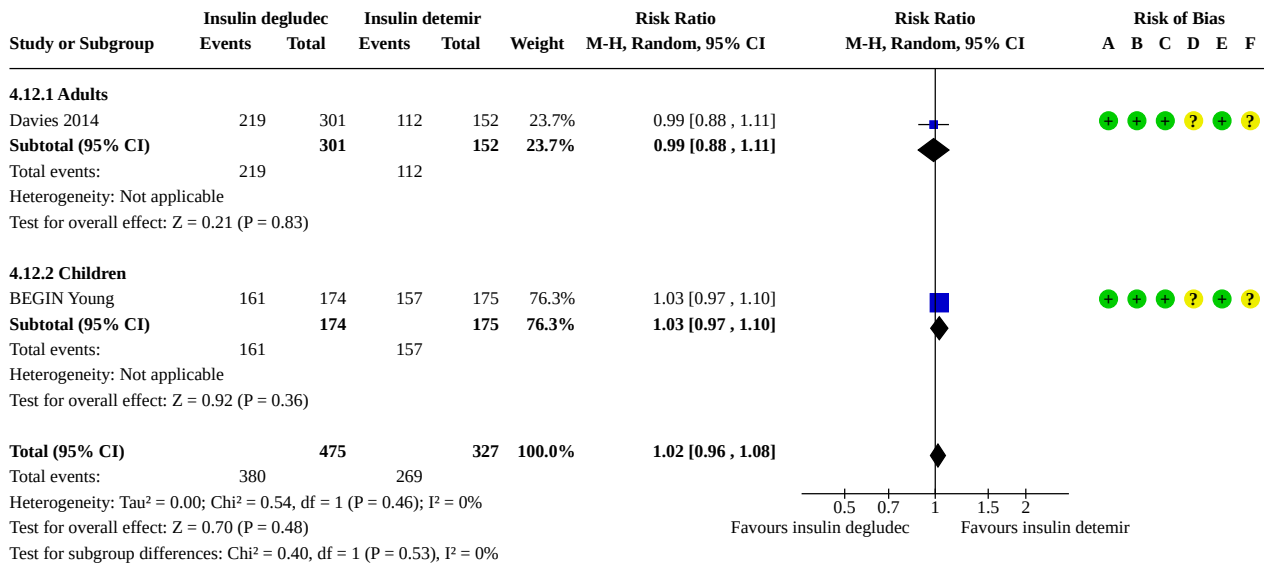 Insulin degludec Insulin detemir Risk Ratio Risk Ratio Risk of Bias
Study or Subgroup Events Total Events Total Weight M-H, Random, 95% CI M-H, Random, 95% CI A B C D E F
4.12.1 Adults
Davies 2014 219 301 112 152 23.7% 0.99 [0.88 , 1.11] + + + ? + ?
Subtotal (95% CI) 301 152 23.7% 0.99 [0.88 , 1.11]
Total events: 219 112
Heterogeneity: Not applicable
Test for overall effect: Z = 0.21 (P = 0.83)
4.12.2 Children
BEGIN Young 161 174 157 175 76.3% 1.03 [0.97 , 1.10] + + + ? + ?
Subtotal (95% CI) 174 175 76.3% 1.03 [0.97 , 1.10]
Total events: 161 157
Heterogeneity: Not applicable
Test for overall effect: Z = 0.92 (P = 0.36)
Total (95% CI) 475 327 100.0% 1.02 [0.96 , 1.08]
Total events: 380 269
Heterogeneity: Tau² = 0.00; Chi² = 0.54, df = 1 (P = 0.46); I² = 0%
0.5 0.7 1 1.5 2
Test for overall effect: Z = 0.70 (P = 0.48) Favours insulin degludec Favours insulin detemir
Test for subgroup differences: Chi² = 0.40, df = 1 (P = 0.53), I² = 0%